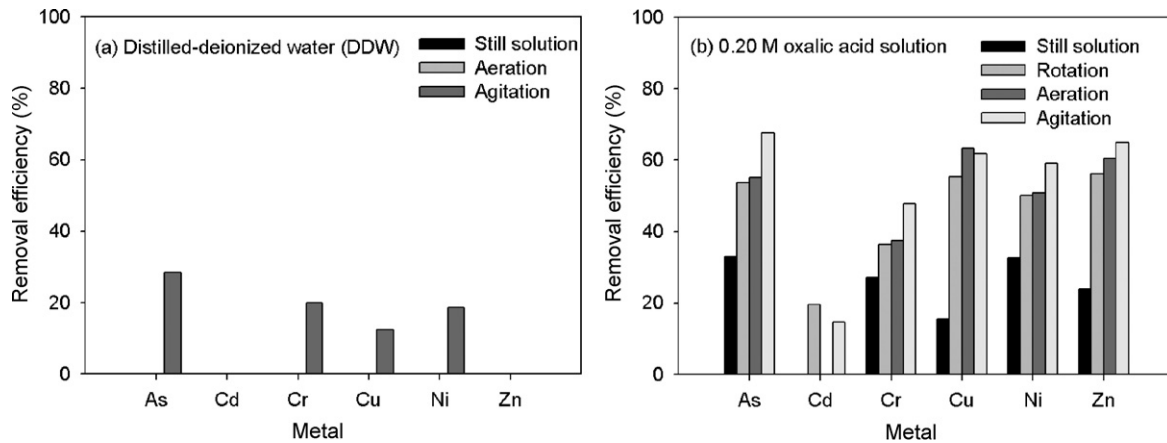 (a) Distilled-deionized water (DDW)
Still solution
Aeration
Agitation
Removal efficiency (%)
100
80
60
40
20
0
As Cd Cr Cu Ni Zn
Metal
(b) 0.20 M oxalic acid solution
Still solution
Rotation
Aeration
Agitation
Removal efficiency (%)
100
80
60
40
20
0
As Cd Cr Cu Ni Zn
Metal